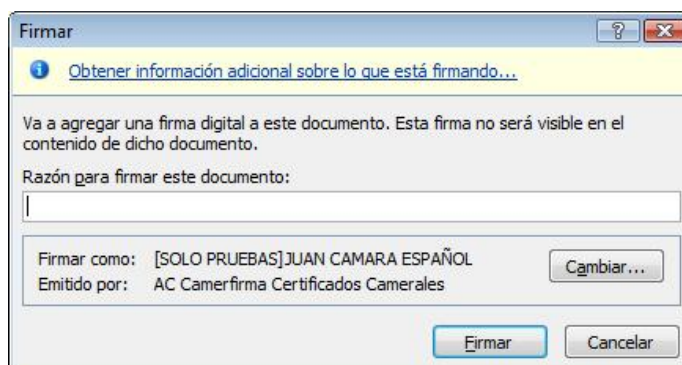 Firmar
Obtener información adicional sobre lo que está firmando...
Va a agregar una firma digital a este documento. Esta firma no será visible en el
contenido de dicho documento.
Razón para firmar este documento:
Firmar como: [SOLO PRUEBAS]JUAN CAMARA ESPAÑOL
Cambiar...
Emitido por: AC Camerfirma Certificados Camerales
Firmar Cancelar